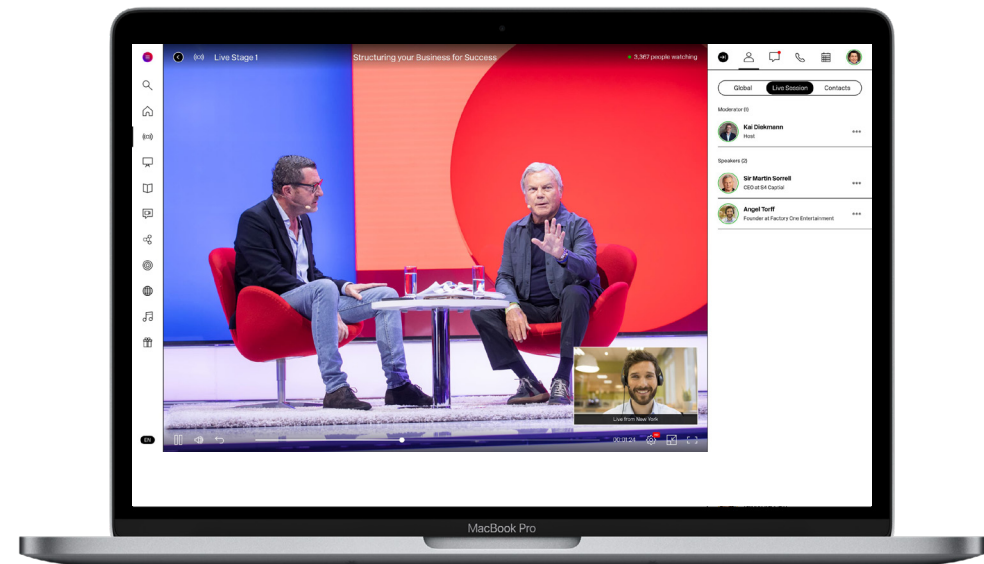 Live Stage 1
Structuring your Business for Success
3,367 people watching
Global
Live Session
Contacts
Moderator (1)
Kai Diekmann
Host
Speakers (2)
Sir Martin Sorrell
CEO at S4 Capital
Angel Torff
Founder at Factory One Entertainment
Live from New York
EN
00:01:24
MacBook Pro